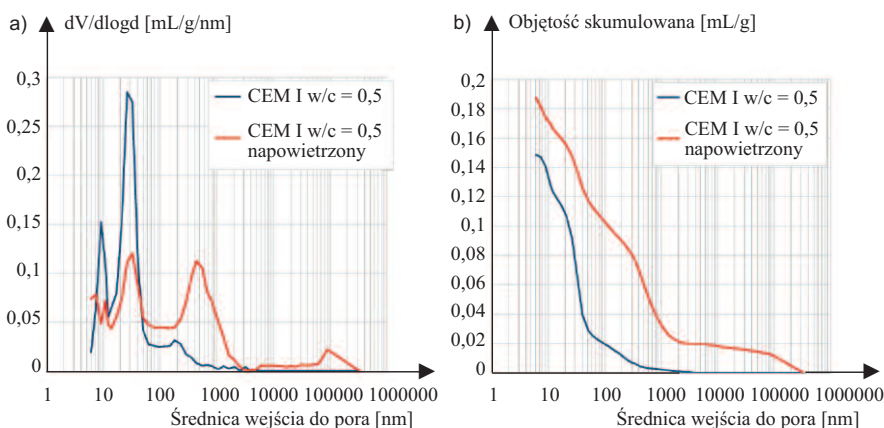 a)
dV/dlogd [mL/g/nm]
0,3
0,25
0,2
0,15
0,1
0,05
0
CEM I w/c = 0,5
CEM I w/c = 0,5
napowietrzony
1
10
100
1000
10000
100000
1000000
Średnica wejścia do pora [nm]
b)
Objętość skumulowana [mL/g]
0,2
0,18
0,16
0,14
0,12
0,1
0,08
0,06
0,04
0,02
0
CEM I w/c = 0,5
CEM I w/c = 0,5
napowietrzony
1
10
100
1000
10000
100000
1000000
Średnica wejścia do pora [nm]